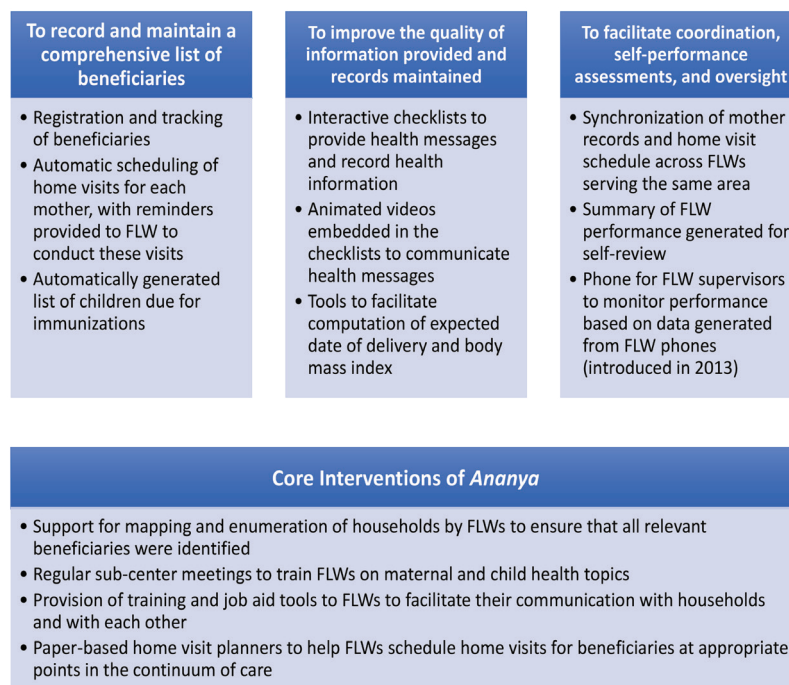 To record and maintain a
comprehensive list of
beneficiaries
• Registration and tracking
of beneficiaries
• Automatic scheduling of
home visits for each
mother, with reminders
provided to FLW to
conduct these visits
• Automatically generated
list of children due for
immunizations
To improve the quality of
information provided and
records maintained
• Interactive checklists to
provide health messages
and record health
information
• Animated videos
embedded in the
checklists to communicate
health messages
• Tools to facilitate
computation of expected
date of delivery and body
mass index
To facilitate coordination,
self-performance
assessments, and oversight
• Synchronization of mother
records and home visit
schedule across FLWs
serving the same area
• Summary of FLW
performance generated for
self-review
• Phone for FLW supervisors
to monitor performance
based on data generated
from FLW phones
(introduced in 2013)
Core Interventions of Ananya
• Support for mapping and enumeration of households by FLWs to ensure that all relevant
beneficiaries were identified
• Regular sub-center meetings to train FLWs on maternal and child health topics
• Provision of training and job aid tools to FLWs to facilitate their communication with households
and with each other
• Paper-based home visit planners to help FLWs schedule home visits for beneficiaries at appropriate
points in the continuum of care